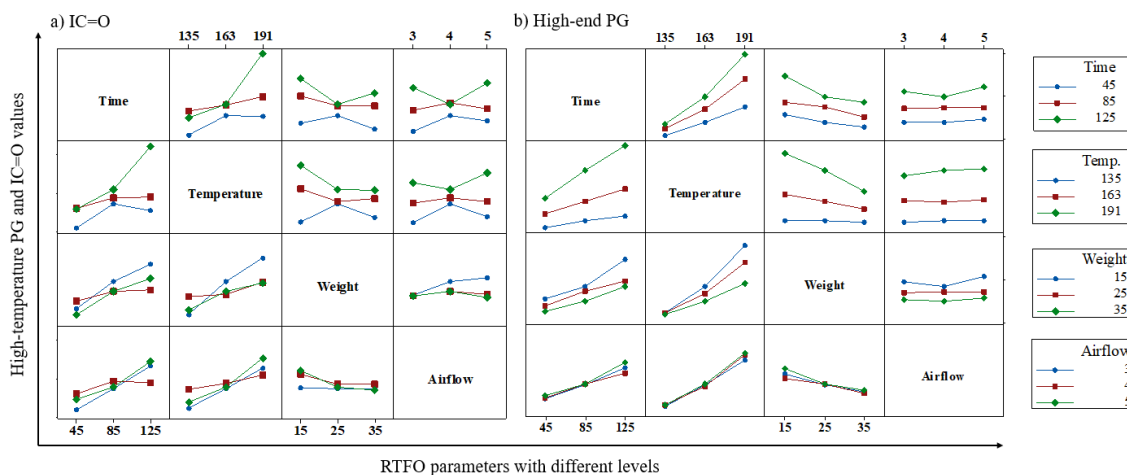 a) IC=O
b) High-end PG
135 163 191
3 4 5
135 163 191
3 4 5
High-temperature PG and IC=O values
Time
Time
Time
45
85
125
Temperature
Temperature
Temp.
135
163
191
Weight
Weight
Weight
15
25
35
Airflow
Airflow
Airflow
45 85 125
15 25 35
45 85 125
15 25 35
RTFO parameters with different levels